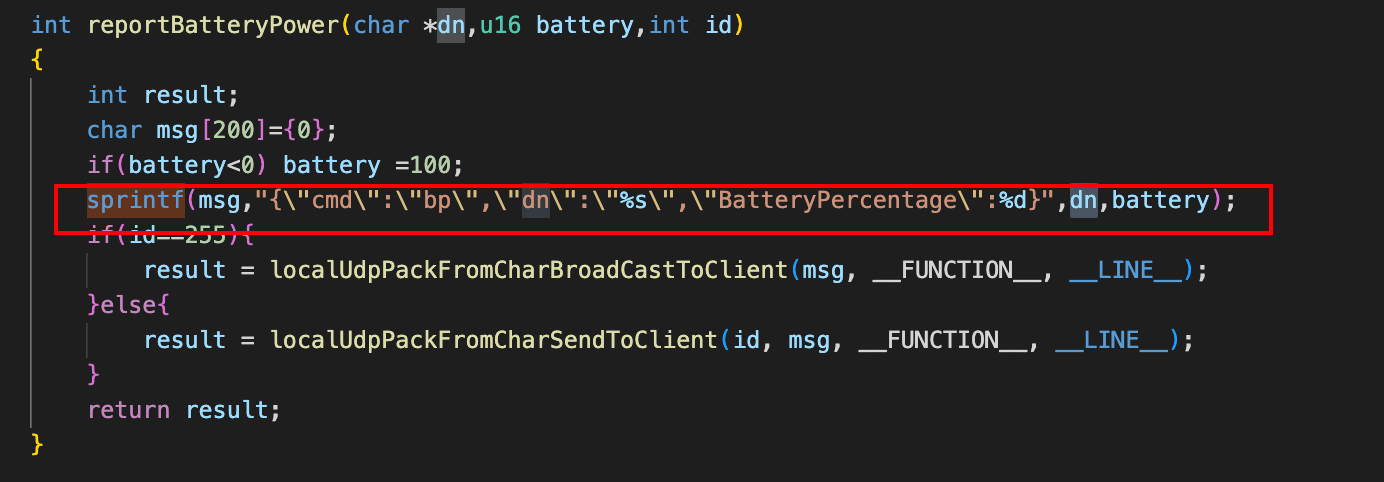 int reportBatteryPower(char *dn,u16 battery,int id)
{
int result;
char msg[200]={0};
if(battery<0) battery =100;
sprintf(msg,"{\"cmd\":\"bp\",\"dn\":\"%s\",\"BatteryPercentage\":%d}",dn,battery);
if(id==255){
result = localUdpPackFromCharBroadCastToClient(msg, __FUNCTION__, __LINE__);
}else{
result = localUdpPackFromCharSendToClient(id, msg, __FUNCTION__, __LINE__);
}
return result;
}